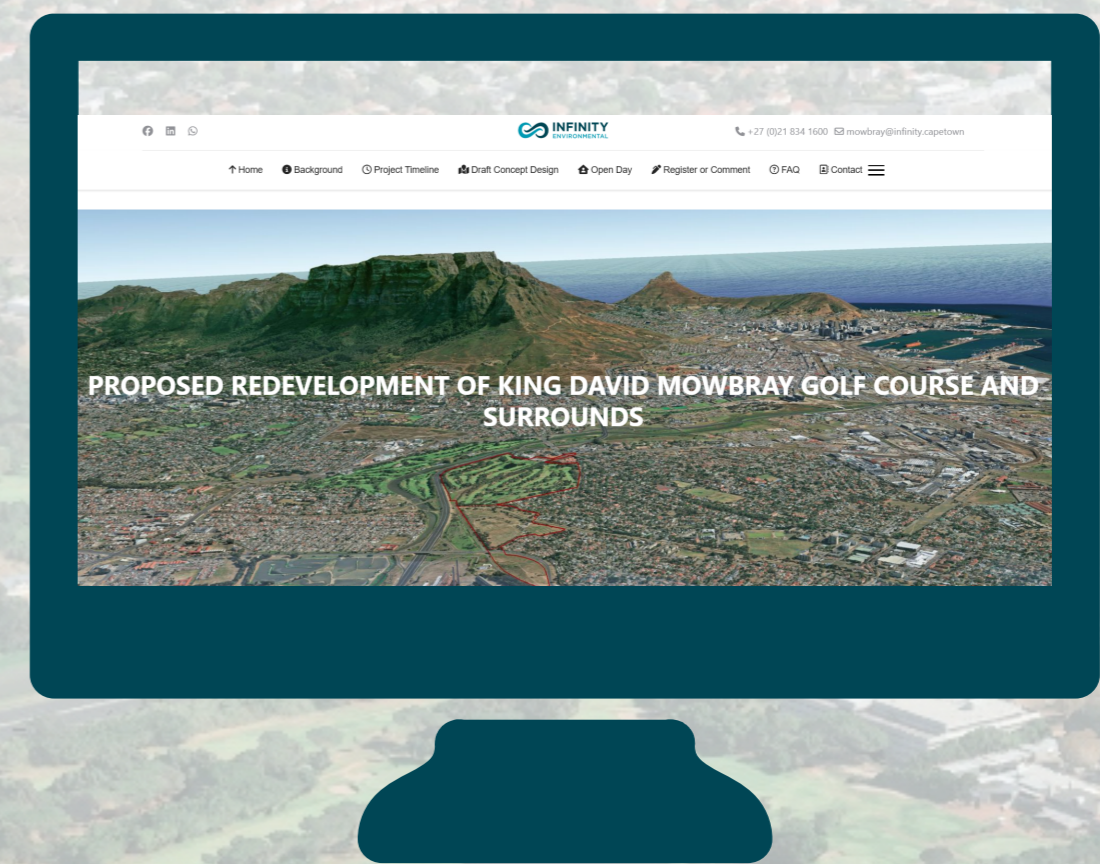 INFINITY
ENVIRONMENTAL
+27 (0)21 834 1600 mowbray@infinity.capetown
Home Background Project Timeline Draft Concept Design Open Day Register or Comment FAQ Contact
PROPOSED REDEVELOPMENT OF KING DAVID MOWBRAY GOLF COURSE AND
SURROUNDS